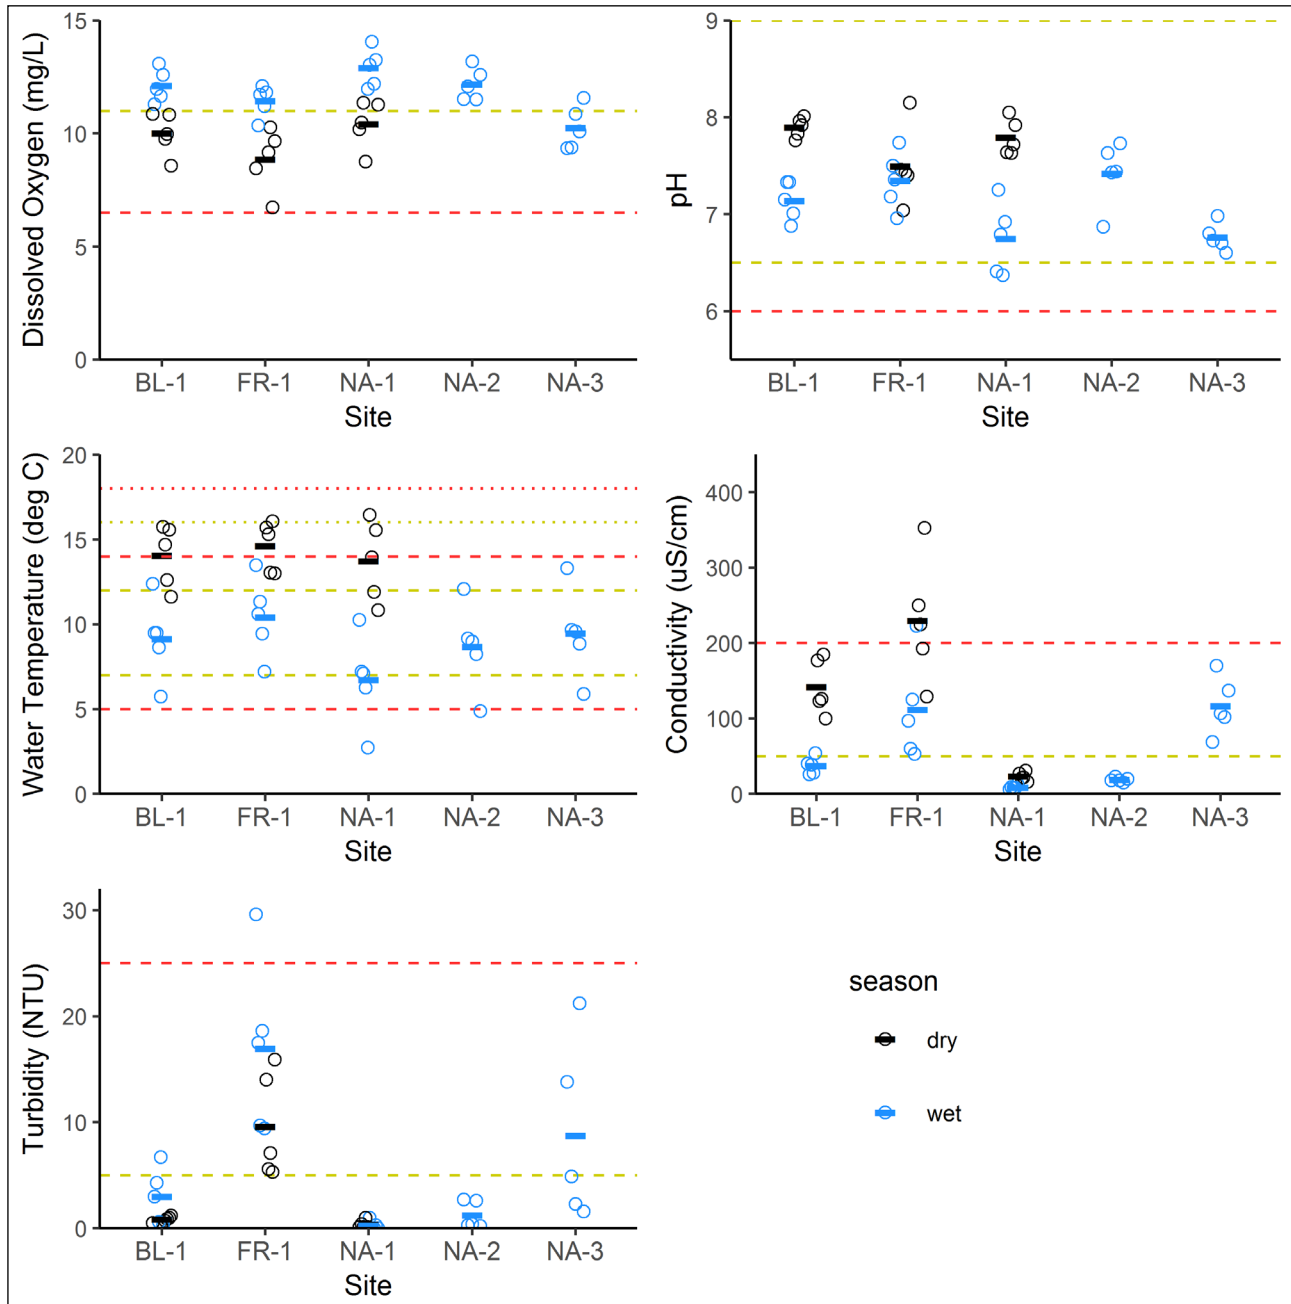 Dissolved Oxygen (mg/L)
15
10
5
0
BL-1 FR-1 NA-1 NA-2 NA-3
Site
pH
9
8
7
6
BL-1 FR-1 NA-1 NA-2 NA-3
Site
Water Temperature (deg C)
20
15
10
5
0
BL-1 FR-1 NA-1 NA-2 NA-3
Site
Conductivity (uS/cm)
400
300
200
100
0
BL-1 FR-1 NA-1 NA-2 NA-3
Site
Turbidity (NTU)
30
20
10
0
BL-1 FR-1 NA-1 NA-2 NA-3
Site
season
dry
wet